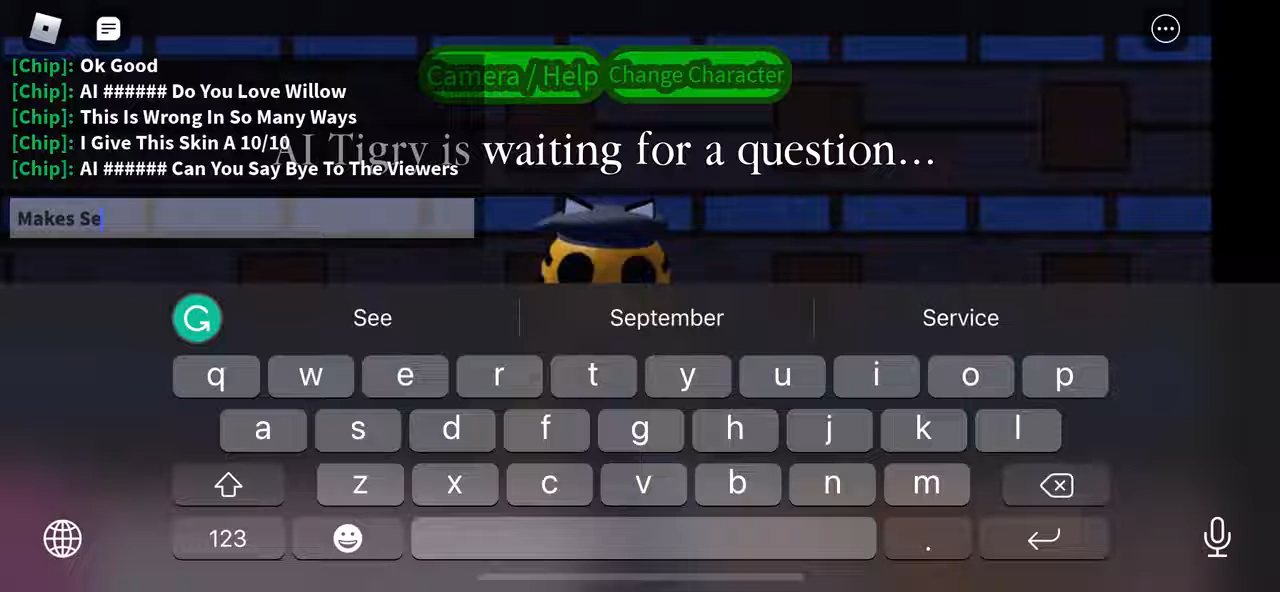 [Chip]: Ok Good
[Chip]: AI ###### Do You Love Willow
[Chip]: This Is Wrong In So Many Ways
[Chip]: I Give This Skin A 10/10
[Chip]: AI ###### Can You Say Bye To The Viewers
Camera / Help
Change Character
AI Tigry is waiting for a question...
Makes Se
See
September
Service
q w e r t y u i o p
a s d f g h j k l
z x c v b n m
123
.